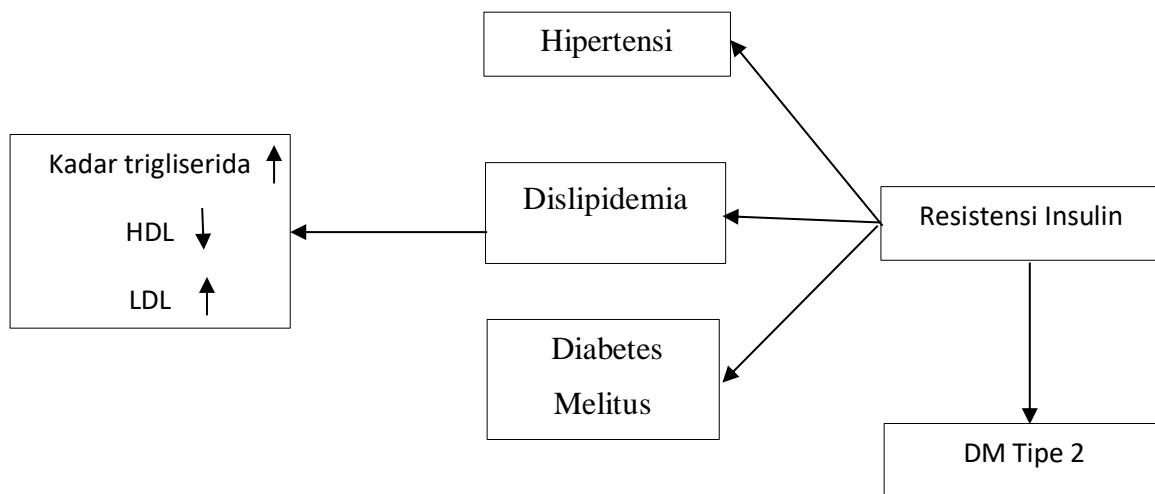 Hipertensi
Kadar trigliserida
HDL
LDL
Dislipidemia
Resistensi Insulin
Diabetes
Melitus
DM Tipe 2